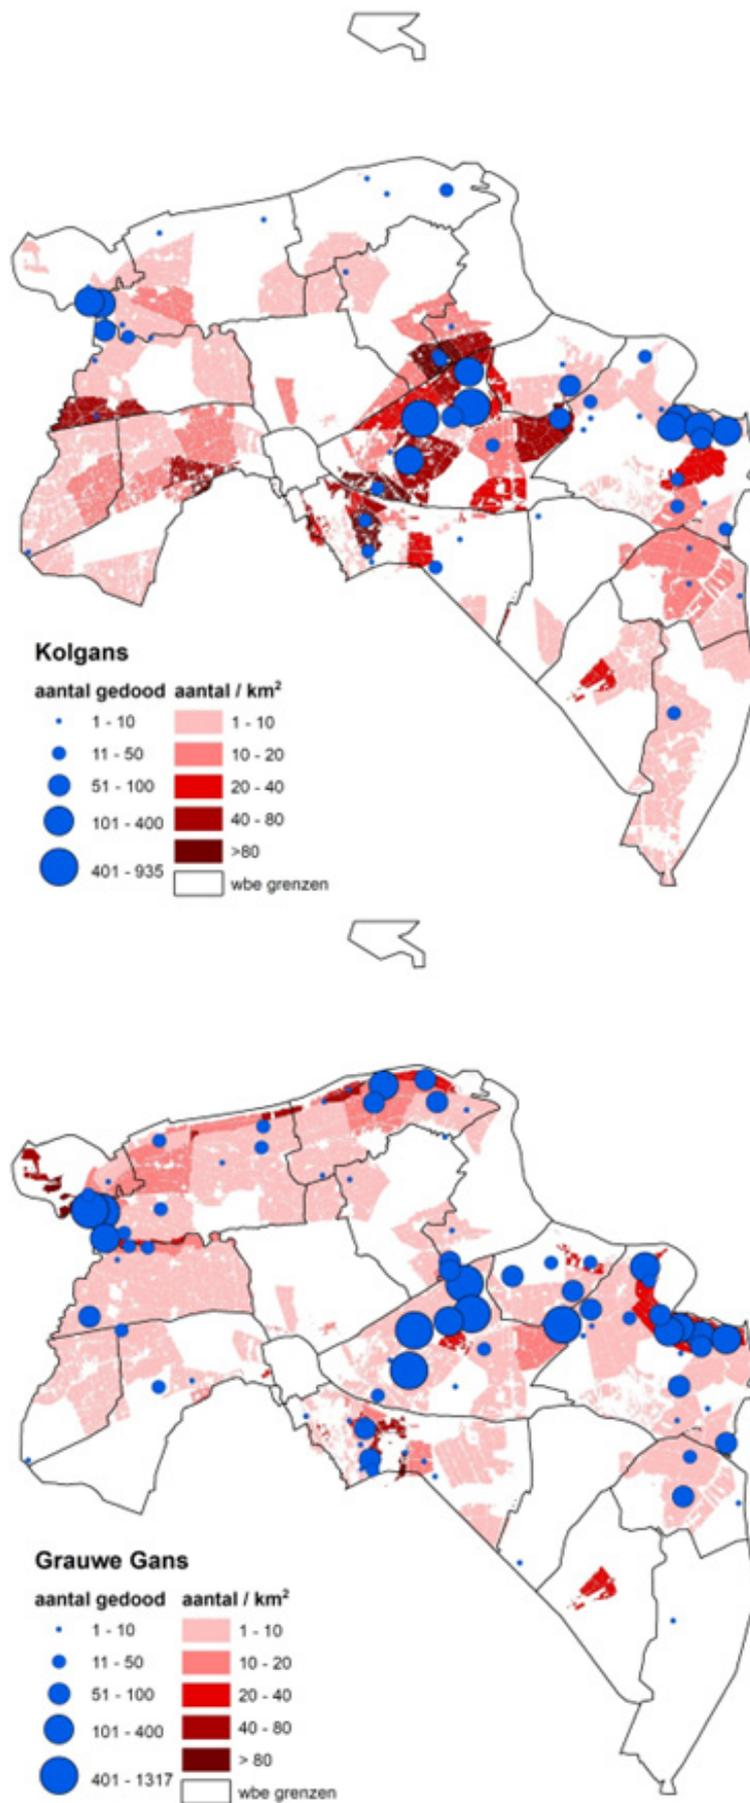 Kolgans
aantal gedood aantal / km²
1 - 10 1 - 10
11 - 50 10 - 20
51 - 100 20 - 40
101 - 400 40 - 80
401 - 935 >80
wbe grenzen
Grauwe Gans
aantal gedood aantal / km²
1 - 10 1 - 10
11 - 50 10 - 20
51 - 100 20 - 40
101 - 400 40 - 80
401 - 1317 > 80
wbe grenzen